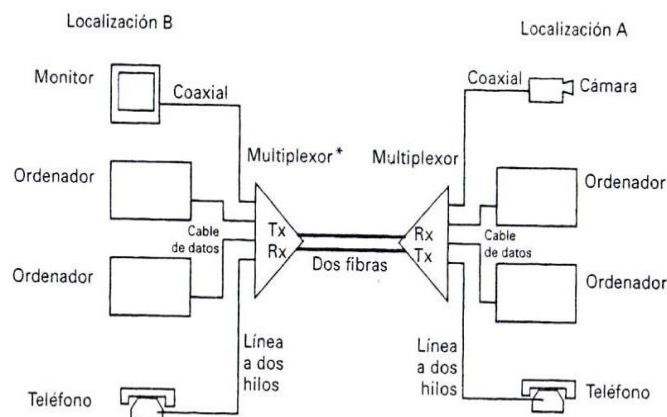 Localización B
Localización A
Monitor
Coaxial
Coaxial
Cámara
Multiplexor*
Multiplexor
Ordenador
Ordenador
Tx
Rx
Rx
Tx
Cable
de datos
Cable
de datos
Dos fibras
Ordenador
Ordenador
Línea
a dos
hilos
Línea
a dos
hilos
Teléfono
Teléfono